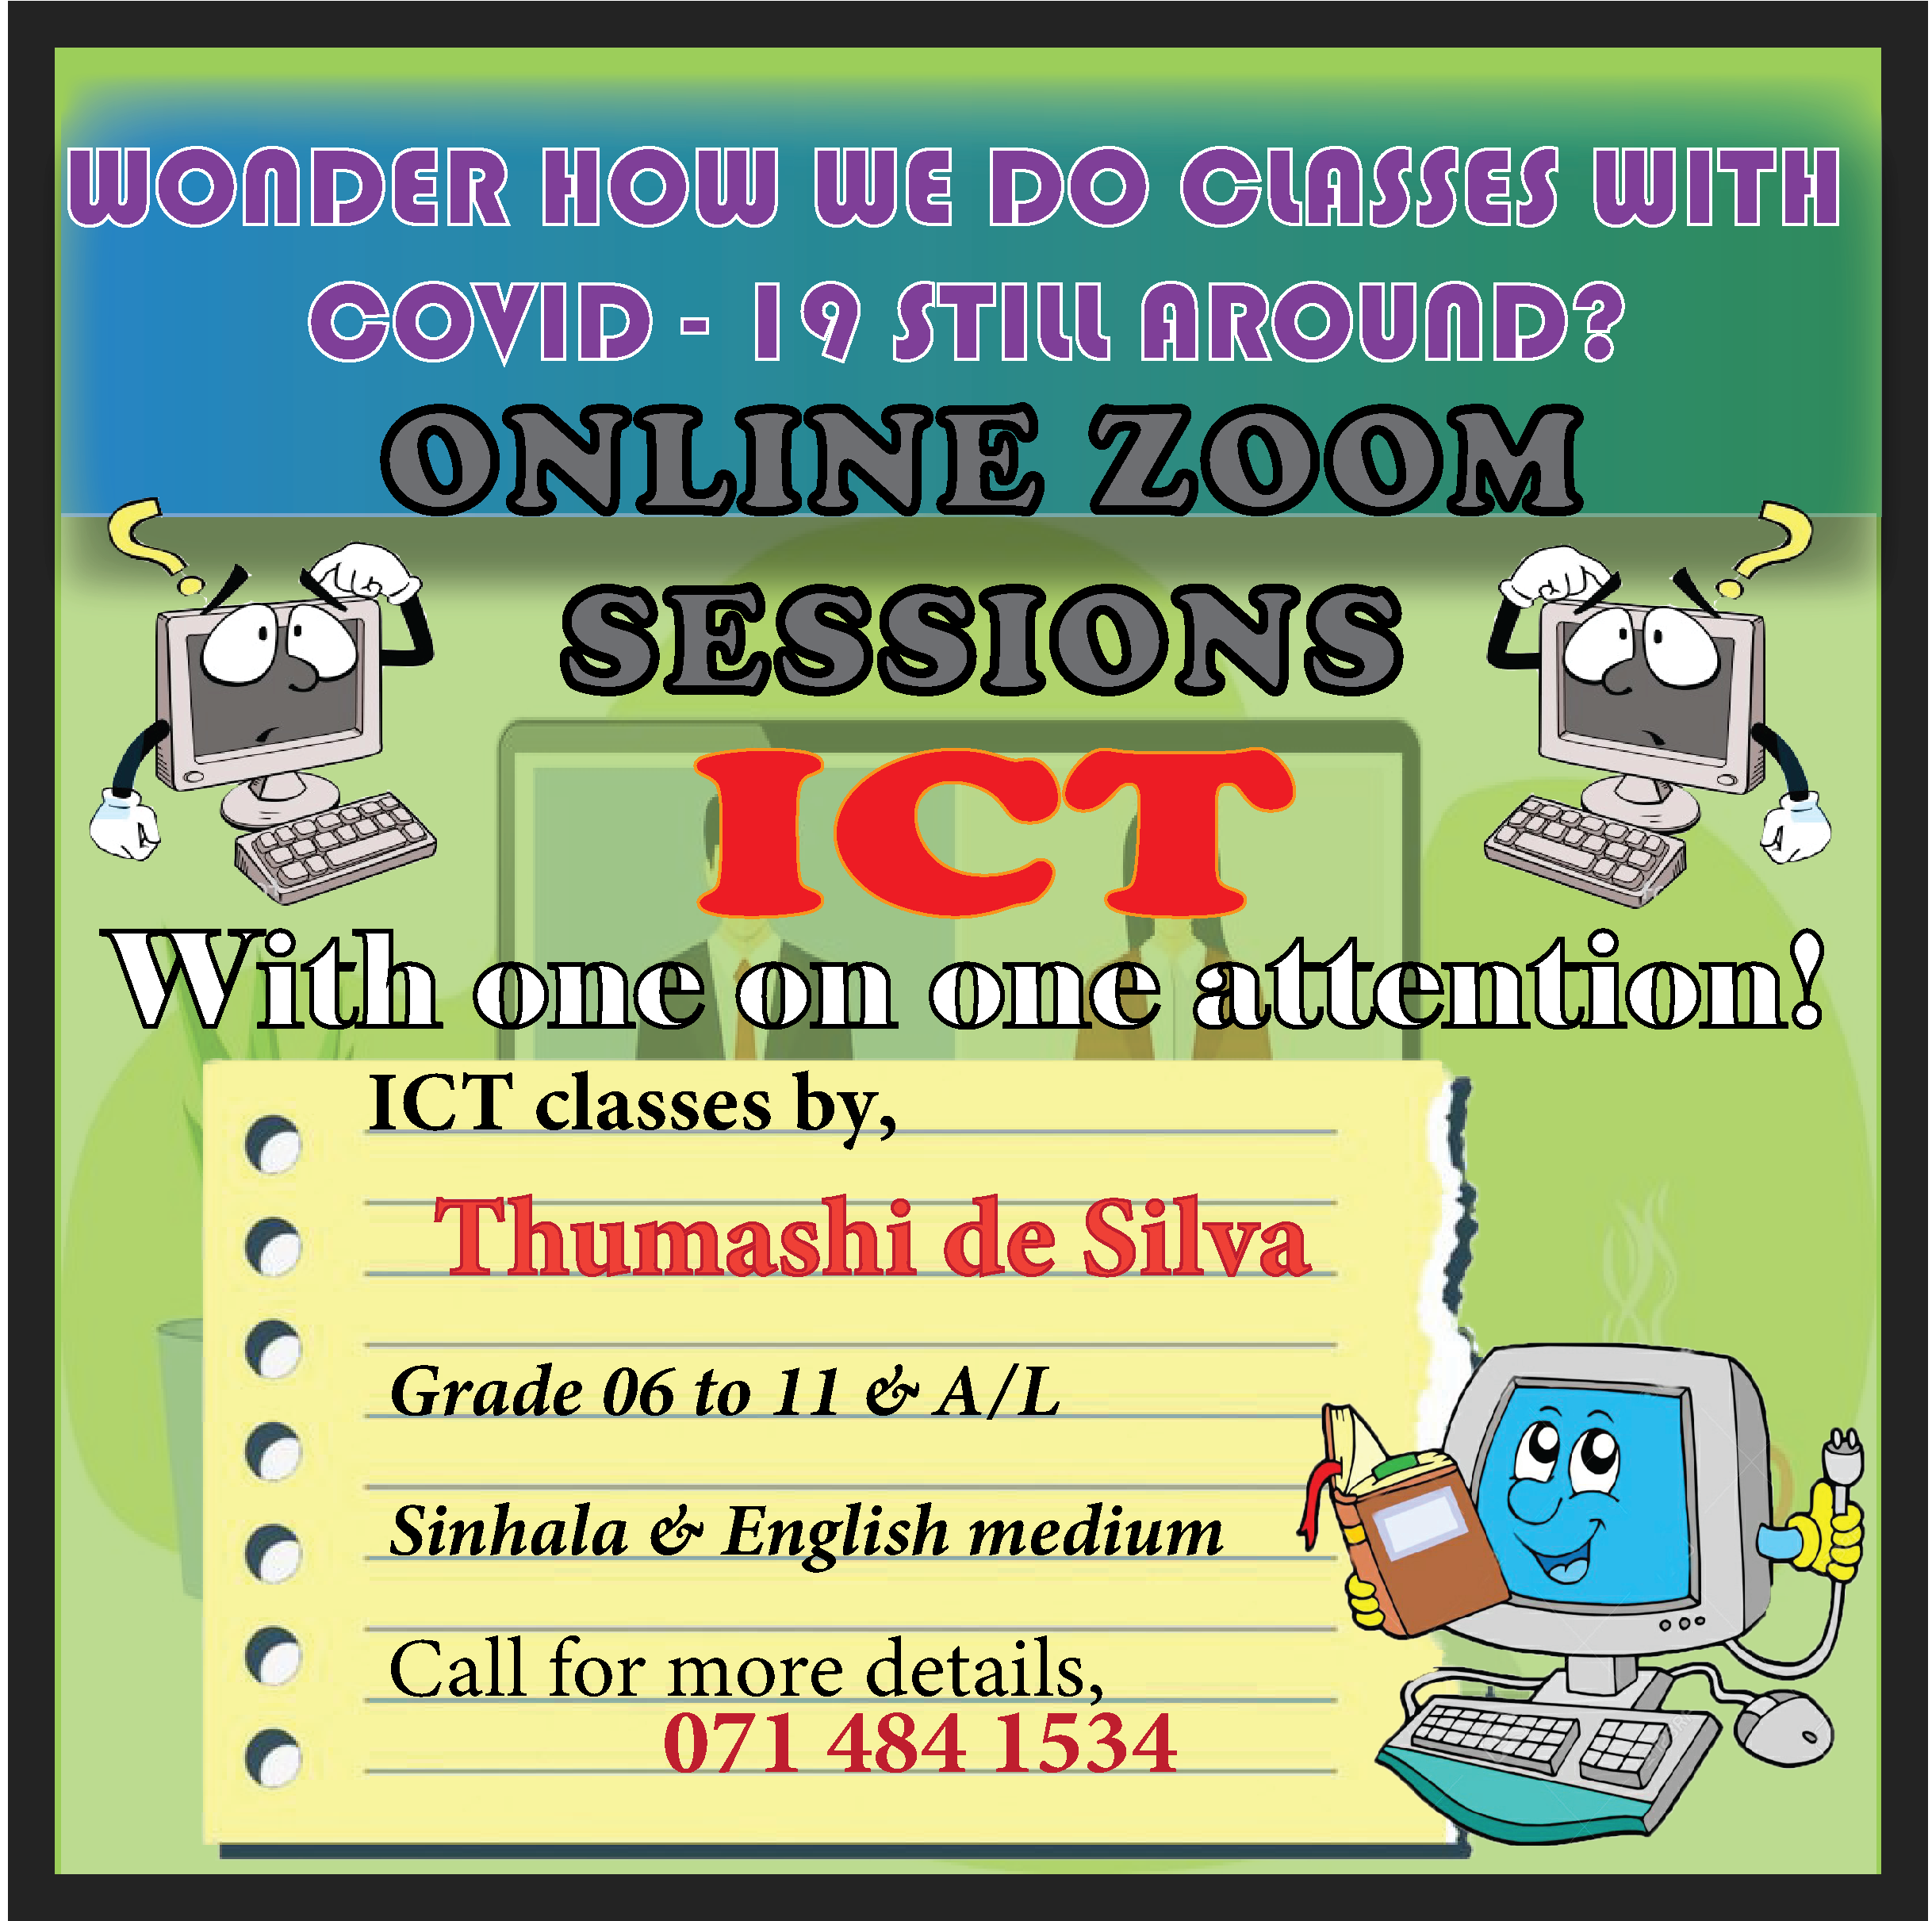 WONDER HOW WE DO CLASSES WITH
COVID - 19 STILL AROUND?
ONLINE ZOOM
SESSIONS
ICT
With one on one attention!
ICT classes by,
Thumashi de Silva
Grade 06 to 11 & A/L
Sinhala & English medium
Call for more details,
071 484 1534